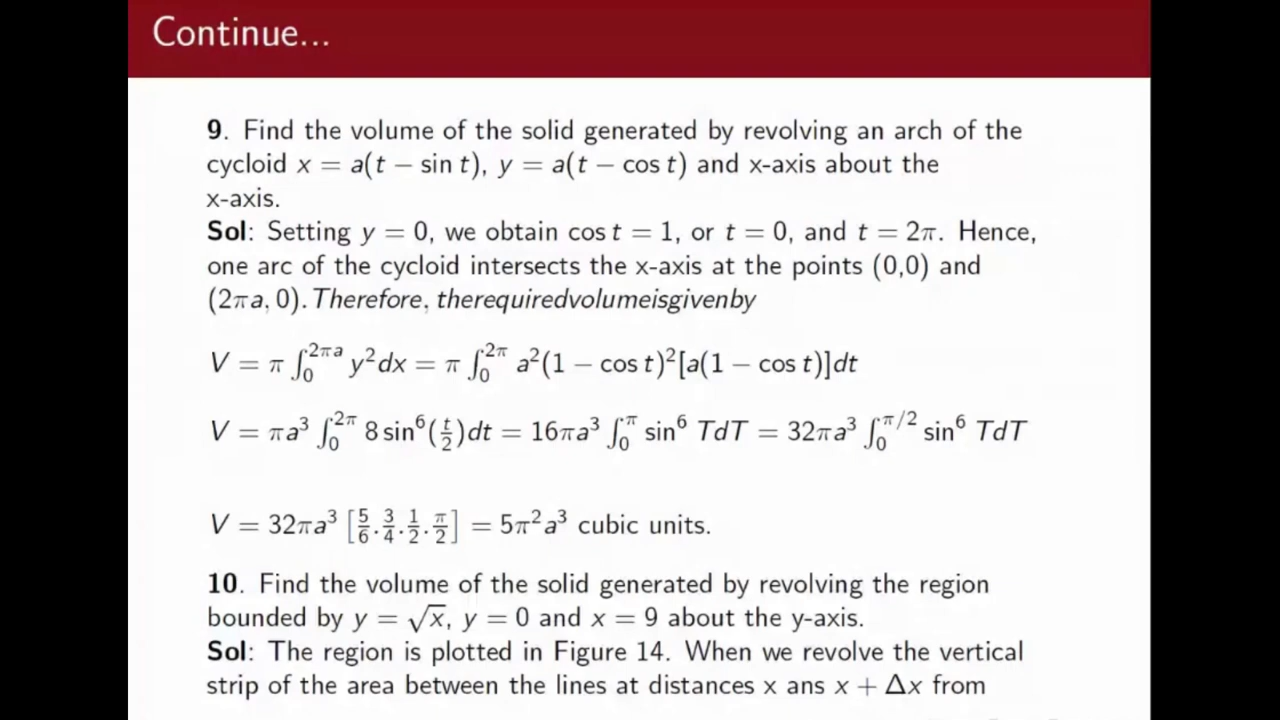 Continue...
9. Find the volume of the solid generated by revolving an arch of the
cycloid x = a(t − sin t), y = a(t − cos t) and x-axis about the
x-axis.
Sol: Setting y = 0, we obtain cos t = 1, or t = 0, and t = 2π. Hence,
one arc of the cycloid intersects the x-axis at the points (0,0) and
(2πa, 0). Therefore, therequiredvolumeisgivenby
V = π ∫₀^{2πa} y²dx = π ∫₀^{2π} a²(1 − cos t)²[a(1 − cos t)]dt
V = πa³ ∫₀^{2π} 8 sin⁶(t/2)dt = 16πa³ ∫₀^{π} sin⁶ TdT = 32πa³ ∫₀^{π/2} sin⁶ TdT
V = 32πa³ [5/6 . 3/4 . 1/2 . π/2] = 5π²a³ cubic units.
10. Find the volume of the solid generated by revolving the region
bounded by y = √x, y = 0 and x = 9 about the y-axis.
Sol: The region is plotted in Figure 14. When we revolve the vertical
strip of the area between the lines at distances x ans x + Δx from